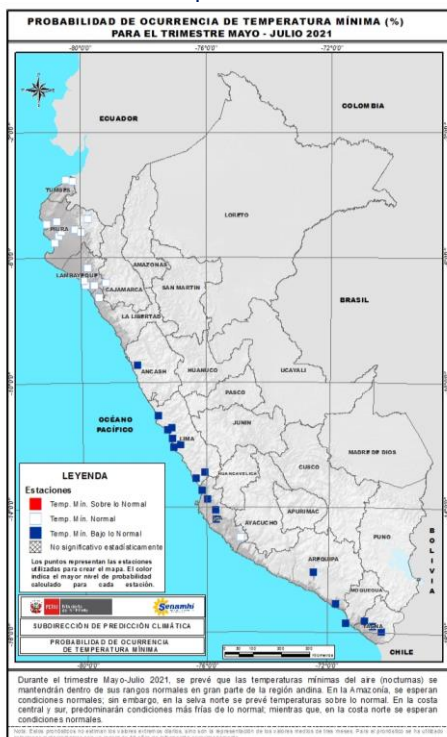 PROBABILIDAD DE OCURRENCIA DE TEMPERATURA MÍNIMA (%)
PARA EL TRIMESTRE MAYO - JULIO 2021
-80°0'0" -76°0'0" -72°0'0"
COLOMBIA
ECUADOR
TUMBES
LORETO
PIURA
AMAZONAS
LAMBAYEQUE
CAJAMARCA
SAN MARTIN
BRASIL
LA LIBERTAD
ANCASH
HUANUCO
UCAYALI
PASCO
OCÉANO
PACÍFICO
JUNIN
LIMA
MADRE DE DIOS
CUSCO
HUANCAVELICA
LEYENDA
Estaciones
Temp. Mín. Sobre lo Normal
Temp. Mín. Normal
Temp. Mín. Bajo lo Normal
No significativo estadísticamente
Los puntos representan las estaciones
utilizadas para crear el mapa. El color
indica el mayor nivel de probabilidad
calculado para cada estación.
APURIMAC
AYACUCHO
PUNO
BOLIVIA
AREQUIPA
MOQUEGUA
TACNA
CHILE
PERÚ
Senamhi
SUBDIRECCIÓN DE PREDICCIÓN CLIMÁTICA
PROBABILIDAD DE OCURRENCIA
DE TEMPERATURA MÍNIMA
Durante el trimestre Mayo-Julio 2021, se prevé que las temperaturas mínimas del aire (nocturnas) se
mantendrán dentro de sus rangos normales en gran parte de la región andina. En la Amazonía, se esperan
condiciones normales; sin embargo, en la selva norte se prevé temperaturas sobre lo normal. En la costa
central y sur, predominarán condiciones más frías de lo normal; mientras que, en la costa norte se esperan
condiciones normales.